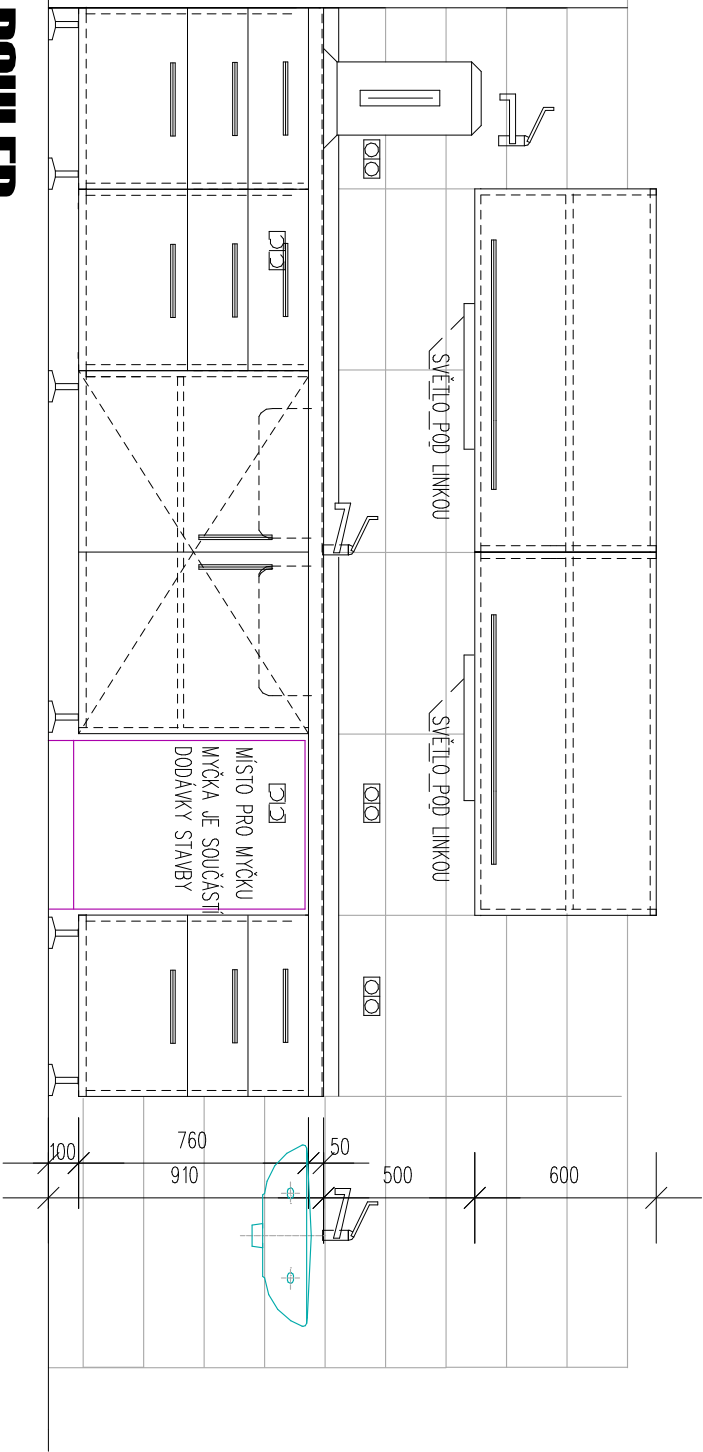 SVĚTLO POD LINKOU
SVĚTLO POD LINKOU
MÍSTO PRO MYČKU
MYČKA JE SOUČÁSTÍ
DODÁVKY STAVBY
100
760
50
910
500
600